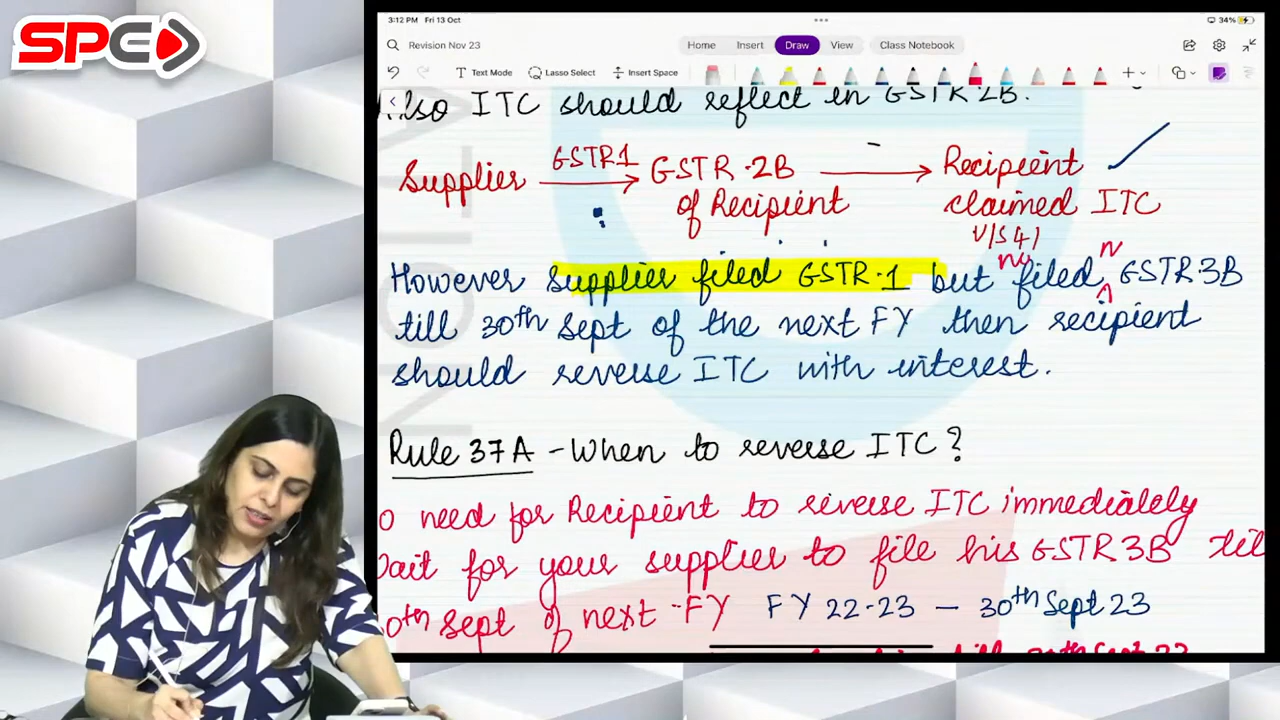 SPED
3:12 PM Fri 13 Oct
34%
Revision Nov 23
Home Insert Draw View Class Notebook
Text Mode Lasso Select Insert Space
lso ITC should reflect in GSTR 2B.
Supplier GSTR1 GSTR·2B of Recipient Recipient claimed ITC
U/S 41
However Supplier filed GSTR·1 but filed GSTR·3B
till 30th Sept of the next FY then recipient
should reverse ITC with interest.
Rule 37A - When to reverse ITC?
o need for Recipient to reverse ITC immediately
ait for your supplier to file his GSTR 3B til
0th Sept of next FY FY 22-23 – 30th Sept 23